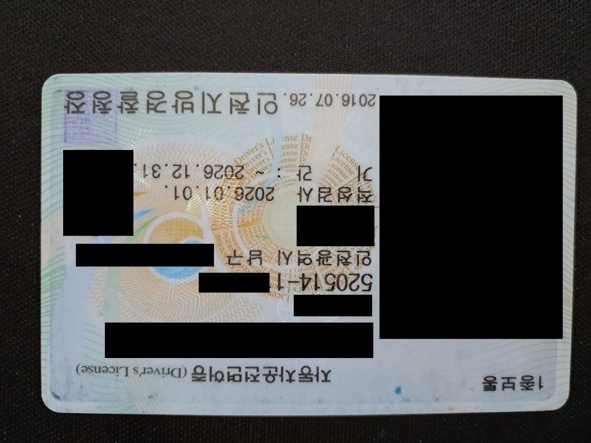 1종보통
자동차운전면허증 (Driver's License)
520514-1
인천광역시 남구
적성검사 2026.01.01.
기 간 : ~ 2026.12.31.
2016.07.26.
인천지방경찰청장